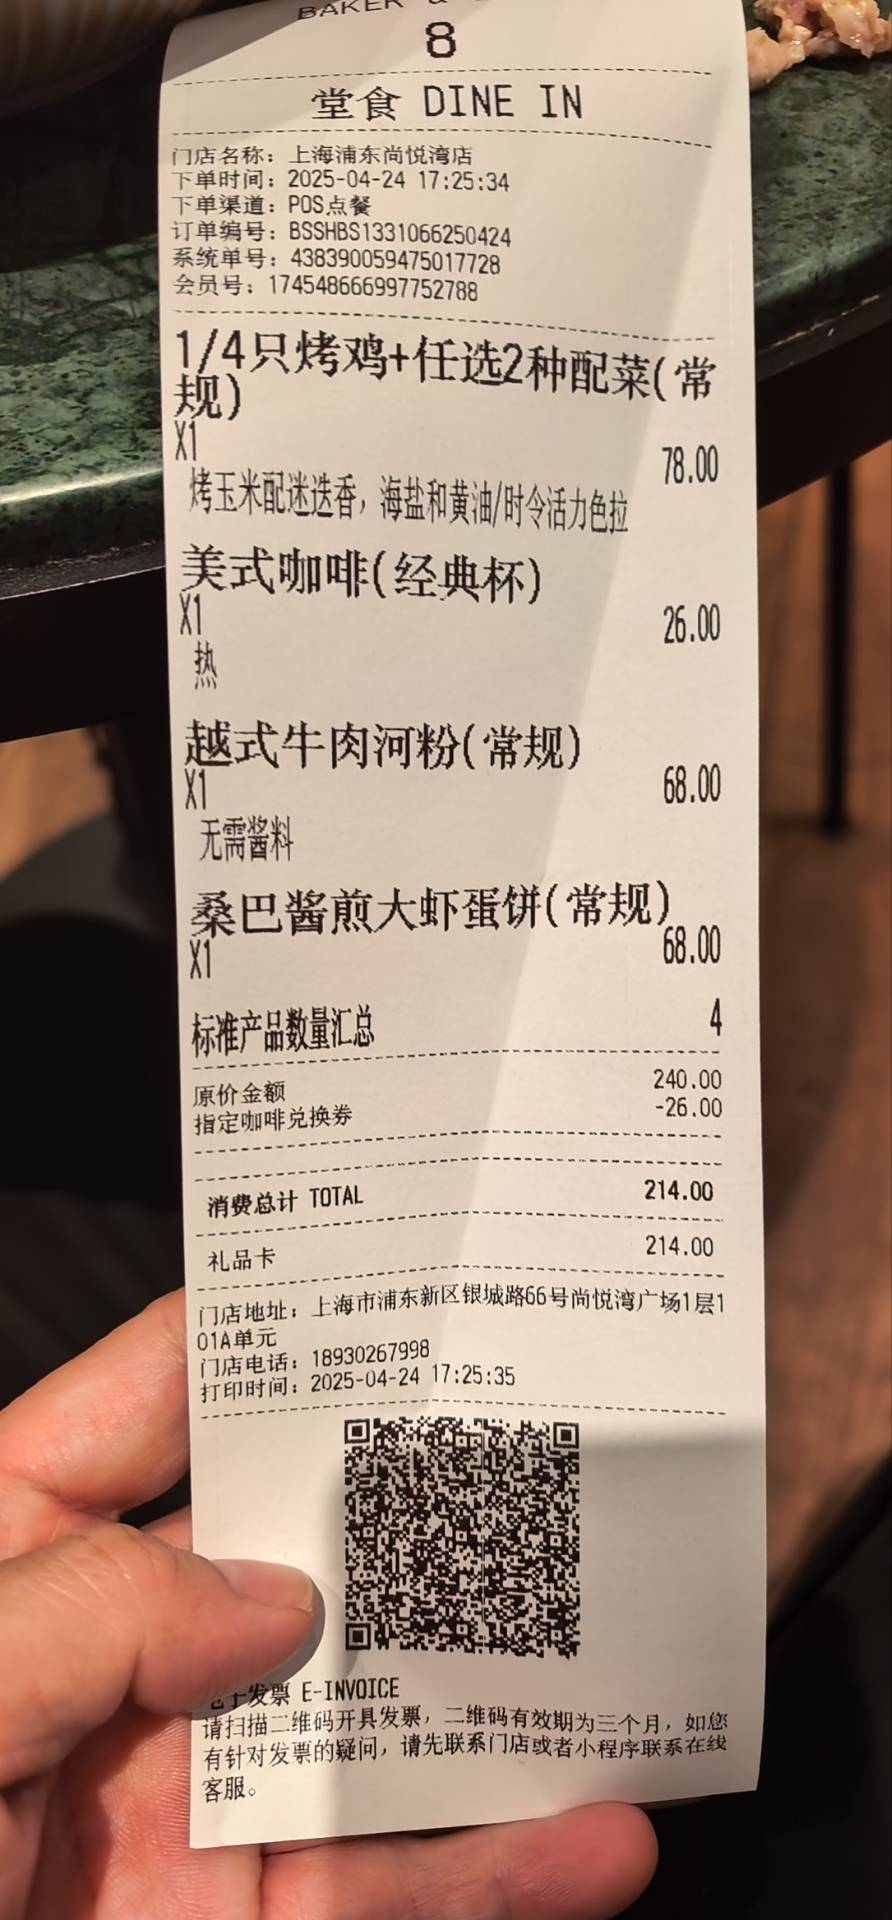 BAKER &
8
堂食 DINE IN
门店名称: 上海浦东尚悦湾店
下单时间: 2025-04-24 17:25:34
下单渠道: POS点餐
订单编号: BSSHBS1331066250424
系统单号: 438390059475017728
会员号: 174548666997752788
1/4只烤鸡+任选2种配菜(常
规)
X1
78.00
烤玉米配迷迭香, 海盐和黄油/时令活力色拉
美式咖啡(经典杯)
X1
26.00
热
越式牛肉河粉(常规)
X1
68.00
无需酱料
桑巴酱煎大虾蛋饼(常规)
X1
68.00
标准产品数量汇总 4
原价金额 240.00
指定咖啡兑换券 -26.00
消费总计 TOTAL 214.00
礼品卡 214.00
门店地址: 上海市浦东新区银城路66号尚悦湾广场1层1
01A单元
门店电话: 18930267998
打印时间: 2025-04-24 17:25:35
电子发票 E-INVOICE
请扫描二维码开具发票, 二维码有效期为三个月, 如您
有针对发票的疑问, 请先联系门店或者小程序联系在线
客服。